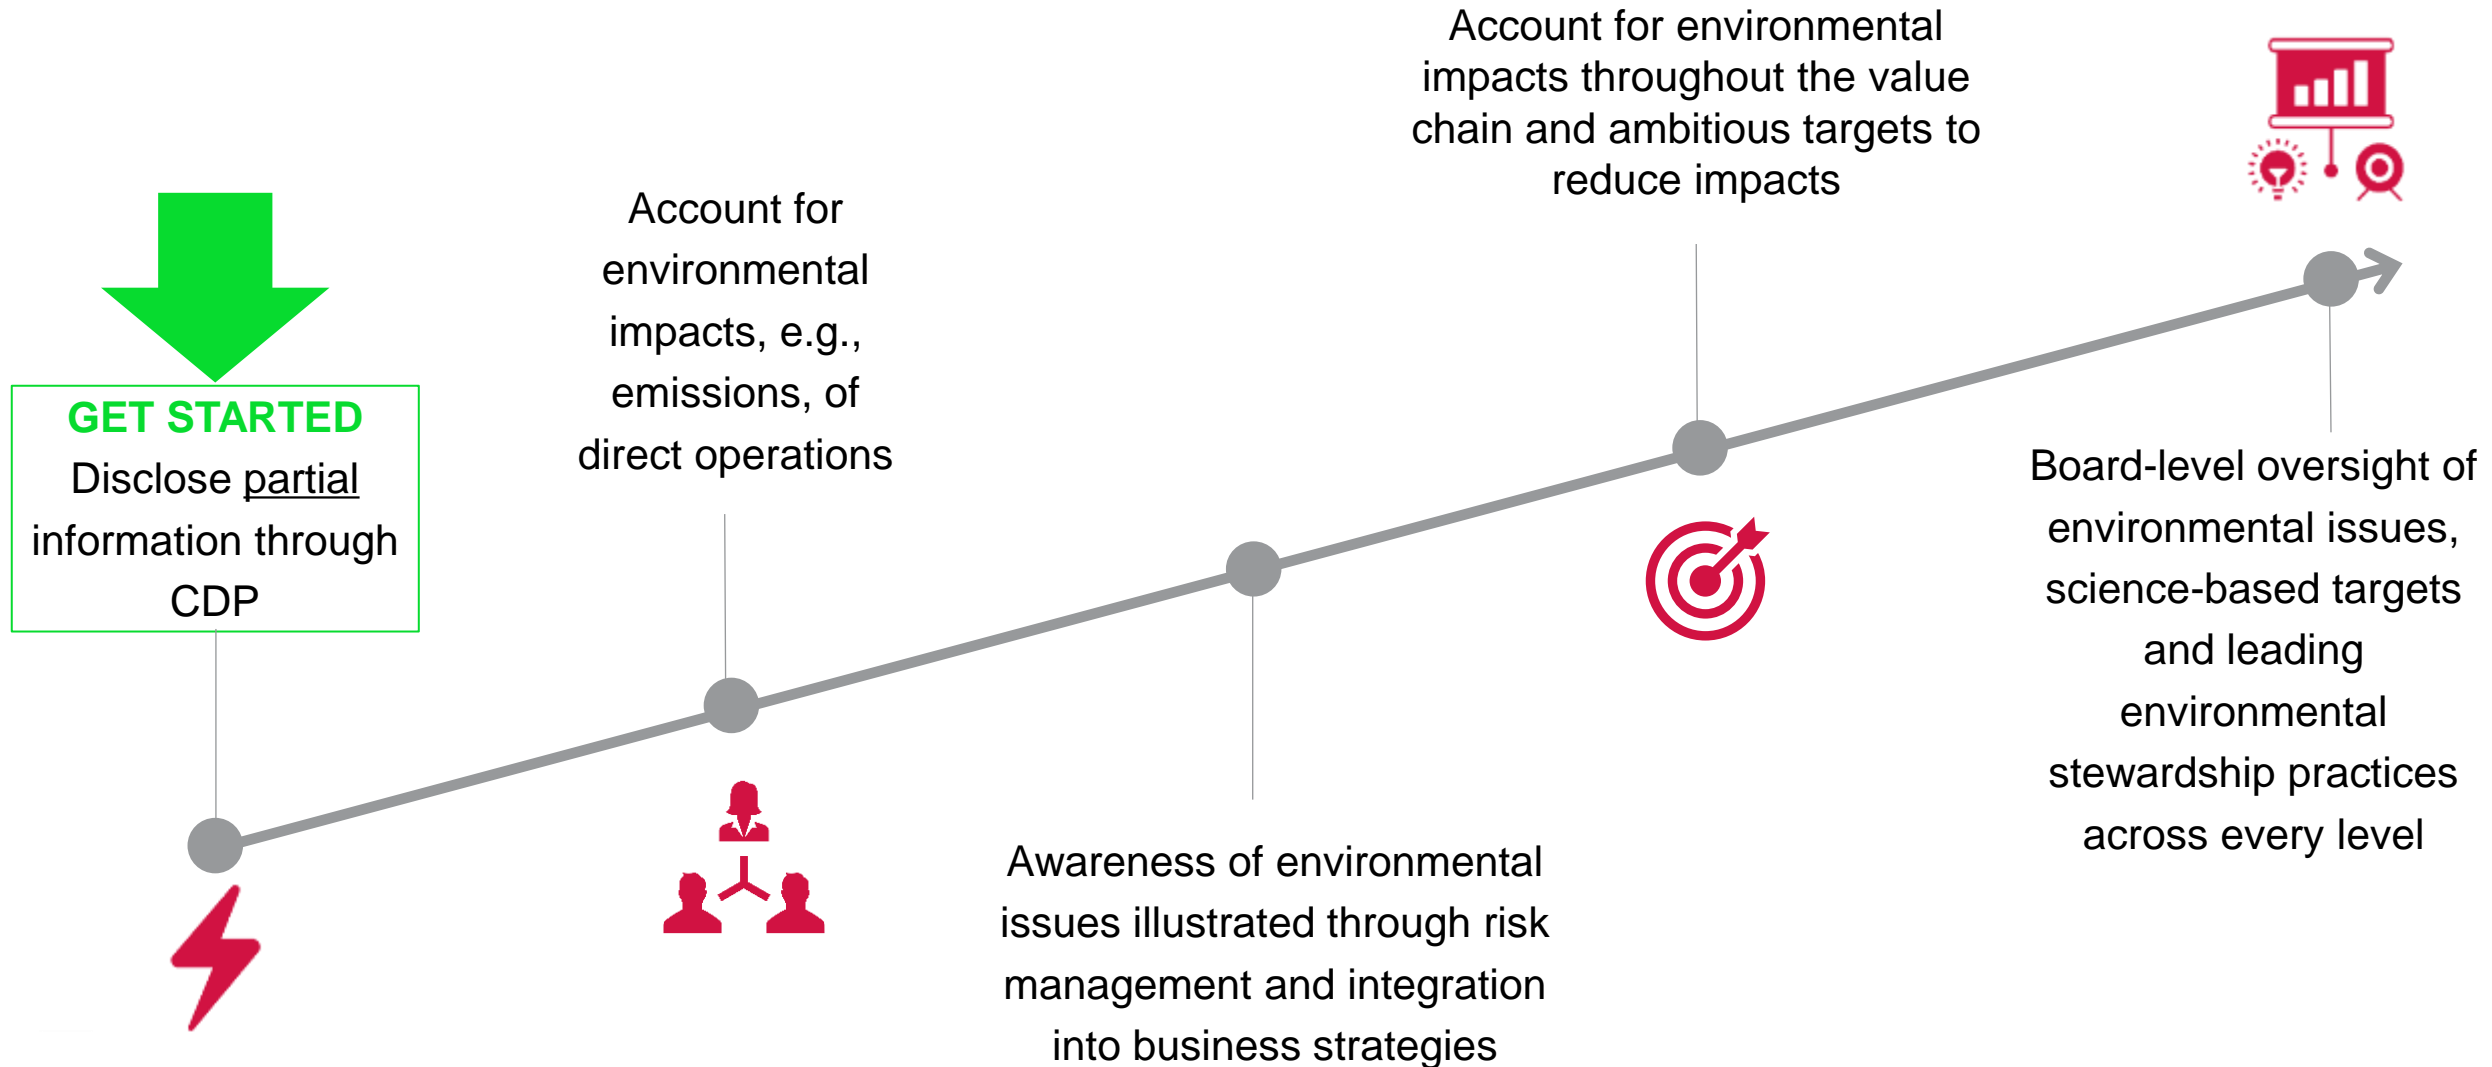 GET STARTED
Disclose partial
information through
CDP
Account for
environmental
impacts, e.g.,
emissions, of
direct operations
Awareness of environmental
issues illustrated through risk
management and integration
into business strategies
Account for environmental
impacts throughout the value
chain and ambitious targets to
reduce impacts
Board-level oversight of
environmental issues,
science-based targets
and leading
environmental
stewardship practices
across every level